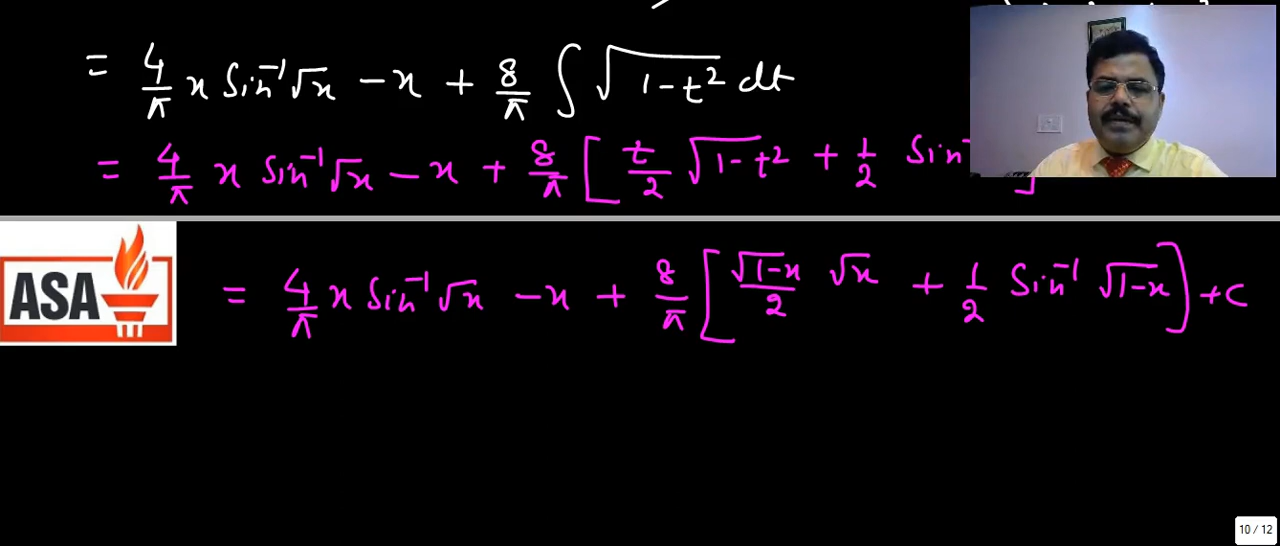 = 4/π x Sin⁻¹√x − x + 8/π ∫ √(1−t²) dt
= 4/π x Sin⁻¹√x − x + 8/π [ t/2 √(1−t²) + 1/2 Sin⁻ ]
ASA
= 4/π x Sin⁻¹√x − x + 8/π [ √(1−x)/2 √x + 1/2 Sin⁻¹ √(1−x) ] + C
10 / 12